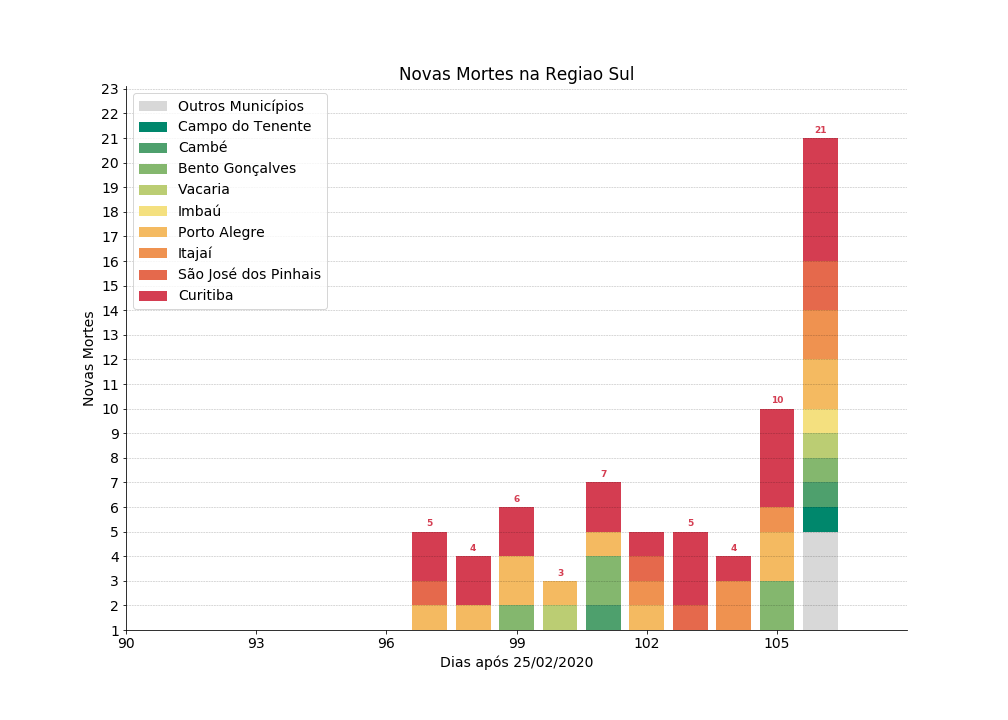 Novas Mortes na Regiao Sul
Novas Mortes
23
22
21
20
19
18
17
16
15
14
13
12
11
10
9
8
7
6
5
4
3
2
1
Outros Municípios
Campo do Tenente
Cambé
Bento Gonçalves
Vacaria
Imbaú
Porto Alegre
Itajaí
São José dos Pinhais
Curitiba
5
4
6
3
7
5
4
10
21
90 93 96 99 102 105
Dias após 25/02/2020